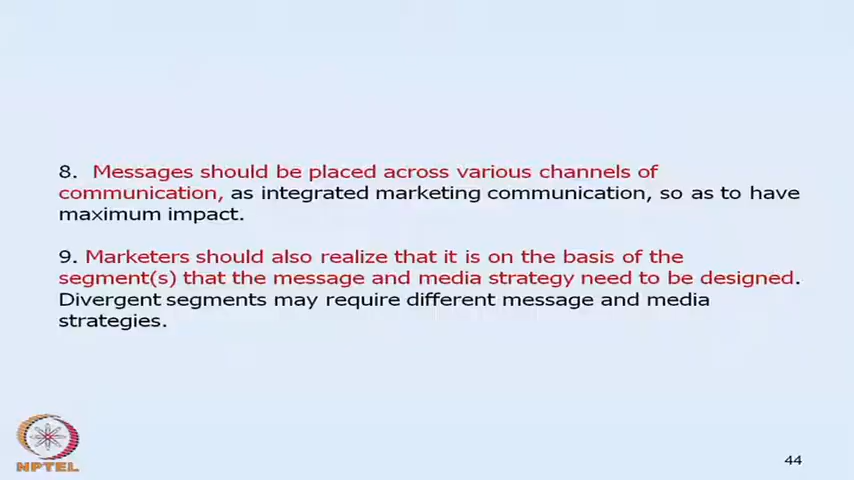 8. Messages should be placed across various channels of
communication, as integrated marketing communication, so as to have
maximum impact.
9. Marketers should also realize that it is on the basis of the
segment(s) that the message and media strategy need to be designed.
Divergent segments may require different message and media
strategies.
NPTEL
44